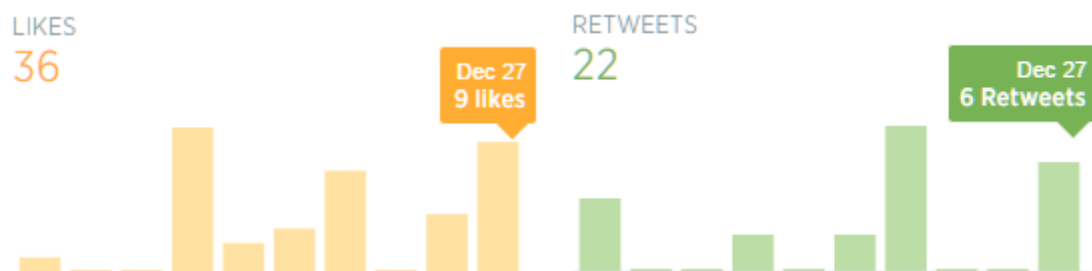 LIKES
36
Dec 27
9 likes
RETWEETS
22
Dec 27
6 Retweets